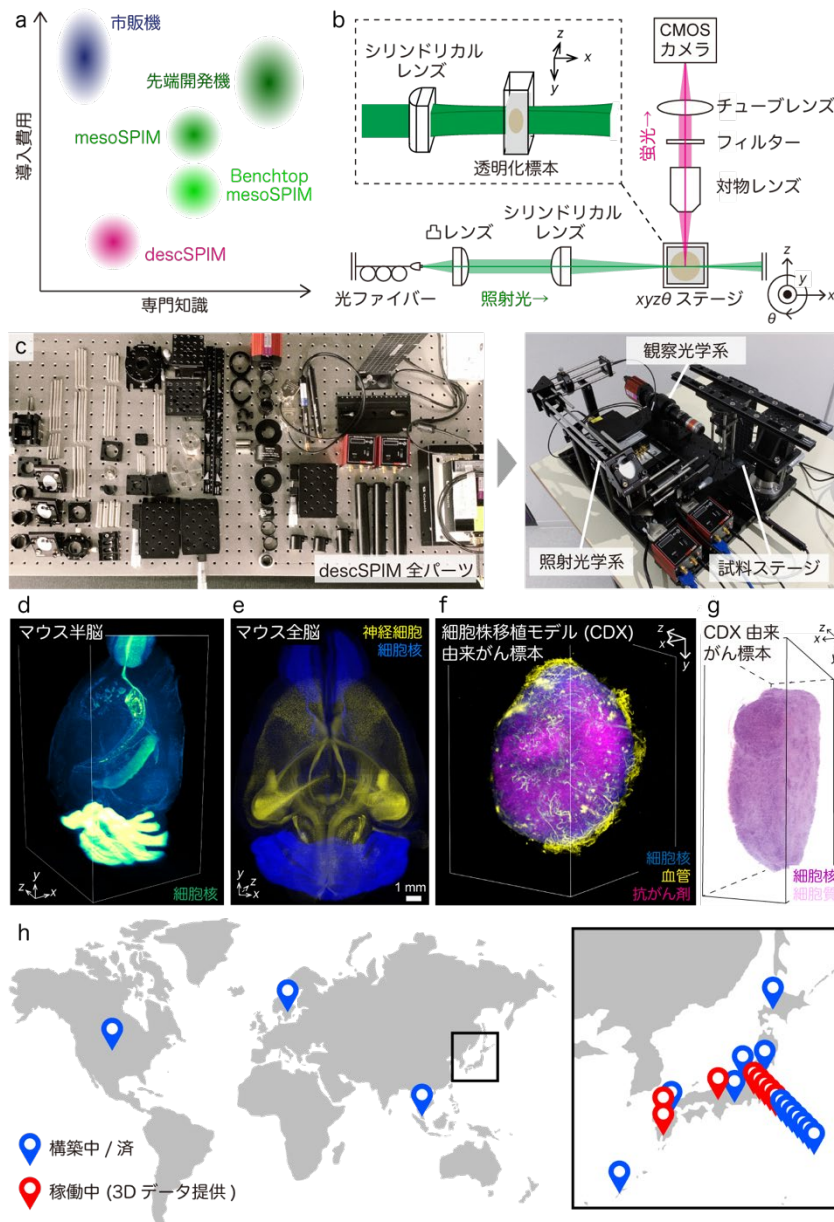 a
市販機
先端開発機
mesoSPIM
Benchtop
mesoSPIM
descSPIM
導入費用
専門知識
b
シリンドリカル
レンズ
z
x
y
透明化標本
CMOS
カメラ
チューブレンズ
蛍光→
フィルター
対物レンズ
凸レンズ
シリンドリカル
レンズ
光ファイバー
照射光→
xyzθ ステージ
z
y
x
θ
c
descSPIM 全パーツ
観察光学系
照射光学系
試料ステージ
d
マウス半脳
z
y
x
細胞核
e
マウス全脳
神経細胞
細胞核
z
x
y
1 mm
f
細胞株移植モデル (CDX)
由来がん標本
z
x
y
細胞核
血管
抗がん剤
g
CDX 由来
がん標本
z
x
y
細胞核
細胞質
h
構築中 / 済
稼働中 (3Dデータ提供)